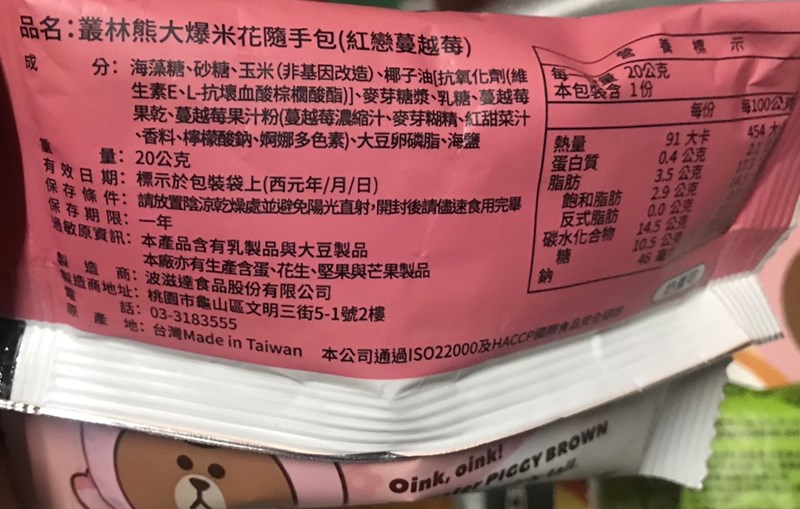 品名：叢林熊大爆米花隨手包(紅戀蔓越莓)
成分：海藻糖、砂糖、玉米(非基因改造)、椰子油[抗氧化劑(維
生素E、L-抗壞血酸棕櫚酸酯)]、麥芽糖漿、乳糖、蔓越莓
果乾、蔓越莓果汁粉(蔓越莓濃縮汁、麥芽糊精、紅甜菜汁
、香料、檸檬酸鈉、婀娜多色素)、大豆卵磷脂、海鹽
重量：20公克
有效日期：標示於包裝袋上(西元年/月/日)
保存條件：請放置陰涼乾燥處並避免陽光直射，開封後請儘速食用完畢
保存期限：一年
過敏原資訊：本產品含有乳製品與大豆製品
本廠亦有生產含蛋、花生、堅果與芒果製品
製造商：波滋達食品股份有限公司
製造商地址：桃園市龜山區文明三街5-1號2樓
電話：03-3183555
原產地：台灣Made in Taiwan 本公司通過ISO22000及HACCP國際食品安全
營養標示
每一份量 20公克
本包裝含 1份
每份 每100公克
熱量 91 大卡 454 大
蛋白質 0.4 公克
脂肪 3.5 公克
飽和脂肪 2.9 公克
反式脂肪 0.0 公克
碳水化合物 14.5 公克
糖 10.5 公克
鈉 46 毫
Oink, oink!
PIGGY BROWN
tail.